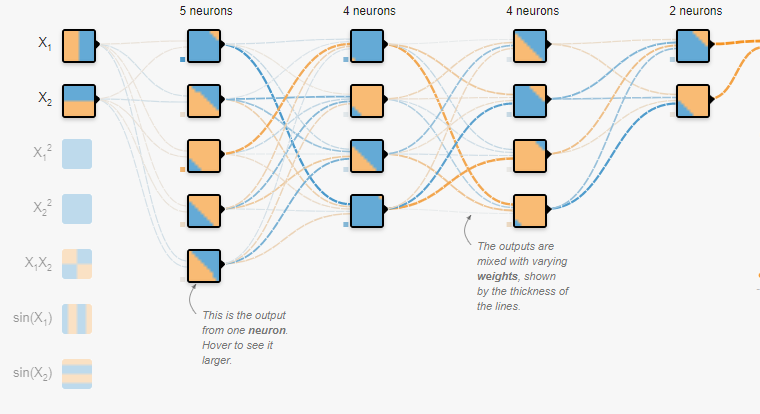 5 neurons
4 neurons
4 neurons
2 neurons
X₁
X₂
X₁²
X₂²
X₁X₂
sin(X₁)
sin(X₂)
The outputs are
mixed with varying
weights, shown
by the thickness of
the lines.
This is the output
from one neuron.
Hover to see it
larger.